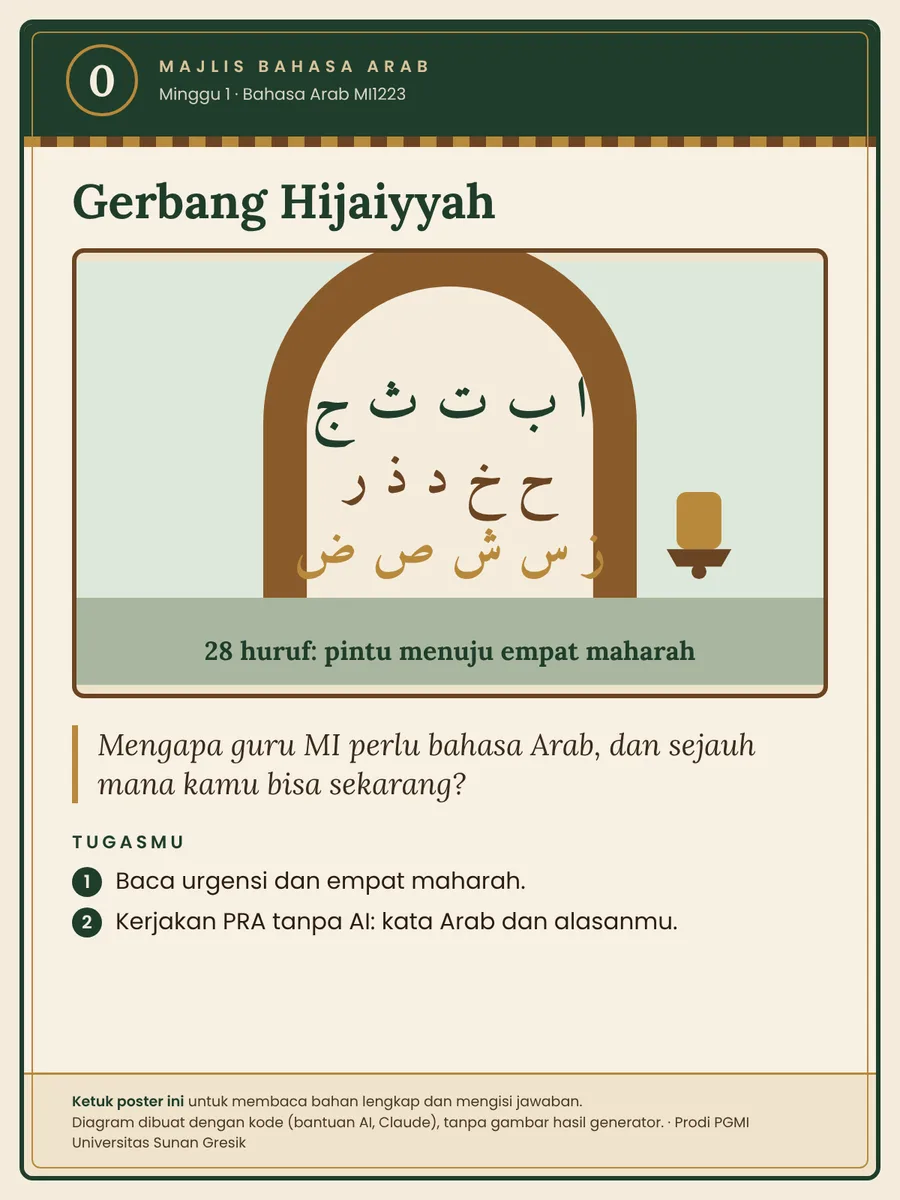 0
MAJLIS BAHASA ARAB
Minggu 1 · Bahasa Arab MI1223
Gerbang Hijaiyyah
ا ب ت ث ج
ح خ د ذ ر
ز س ش ص ض
28 huruf: pintu menuju empat maharah
Mengapa guru MI perlu bahasa Arab, dan sejauh
mana kamu bisa sekarang?
TUGASMU
1 Baca urgensi dan empat maharah.
2 Kerjakan PRA tanpa AI: kata Arab dan alasanmu.
Ketuk poster ini untuk membaca bahan lengkap dan mengisi jawaban.
Diagram dibuat dengan kode (bantuan AI, Claude), tanpa gambar hasil generator. · Prodi PGMI
Universitas Sunan Gresik